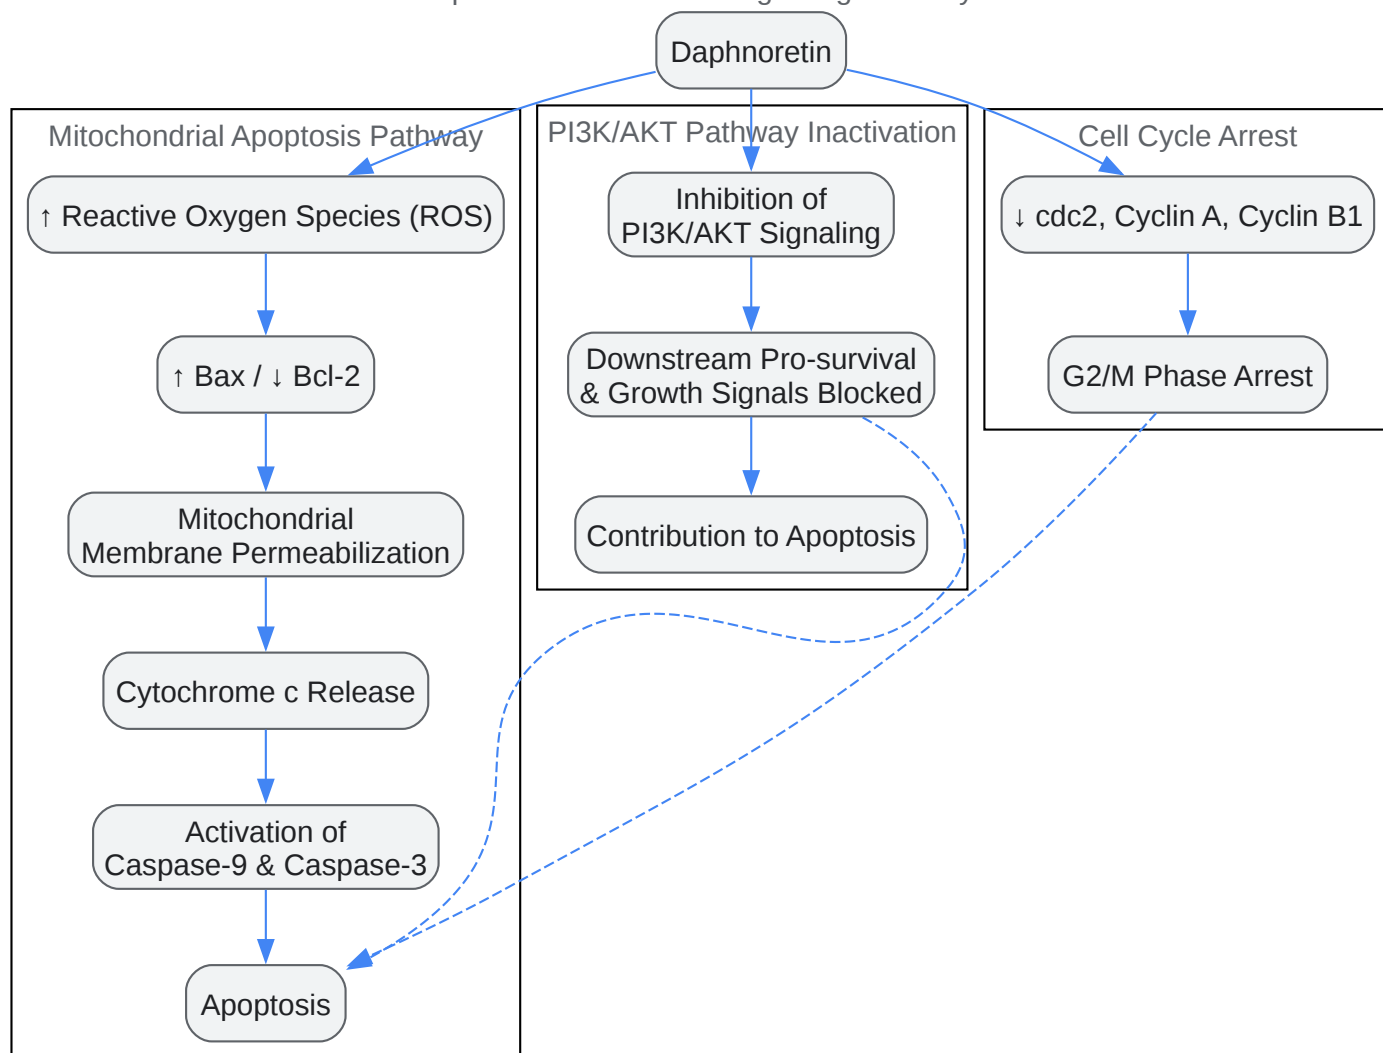 Daphnoretin
Mitochondrial Apoptosis Pathway
↑ Reactive Oxygen Species (ROS)
↑ Bax / ↓ Bcl-2
Mitochondrial
Membrane Permeabilization
Cytochrome c Release
Activation of
Caspase-9 & Caspase-3
Apoptosis
PI3K/AKT Pathway Inactivation
Inhibition of
PI3K/AKT Signaling
Downstream Pro-survival
& Growth Signals Blocked
Contribution to Apoptosis
Cell Cycle Arrest
↓ cdc2, Cyclin A, Cyclin B1
G2/M Phase Arrest